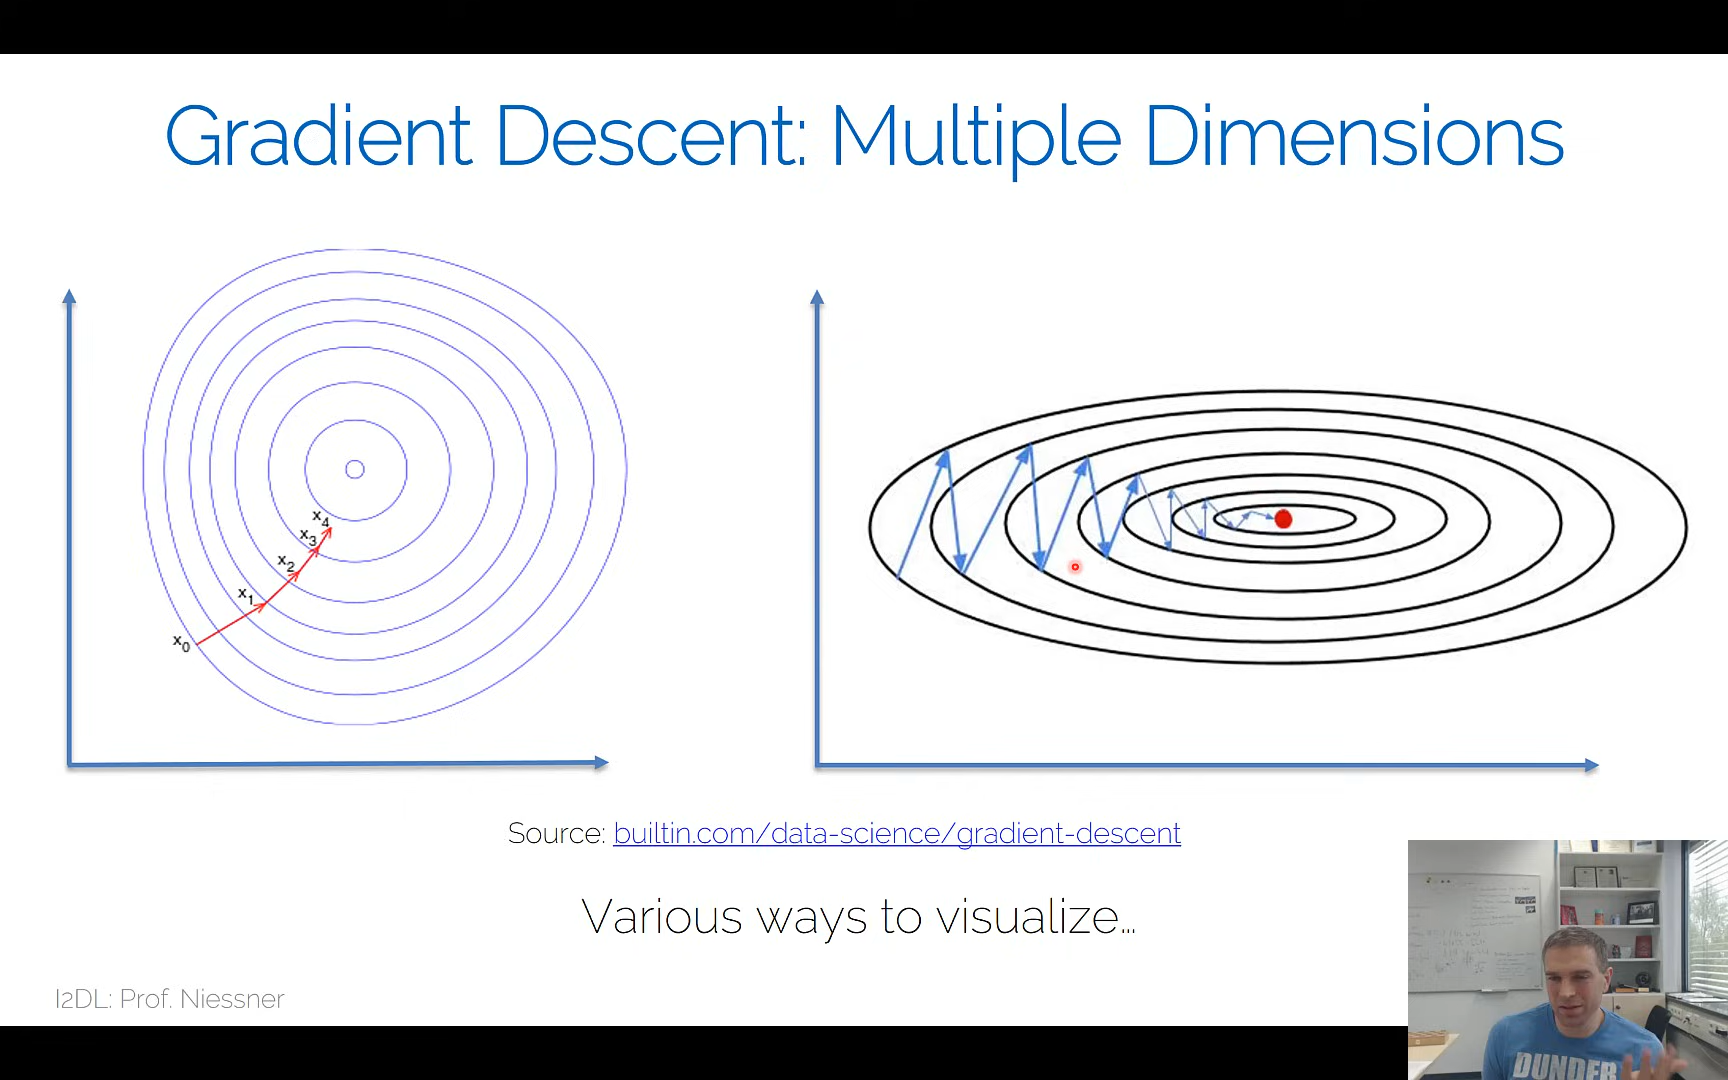 Gradient Descent: Multiple Dimensions
x4
x3
x2
x1
x0
Source: builtin.com/data-science/gradient-descent
Various ways to visualize...
I2DL: Prof. Niessner
DUNDER